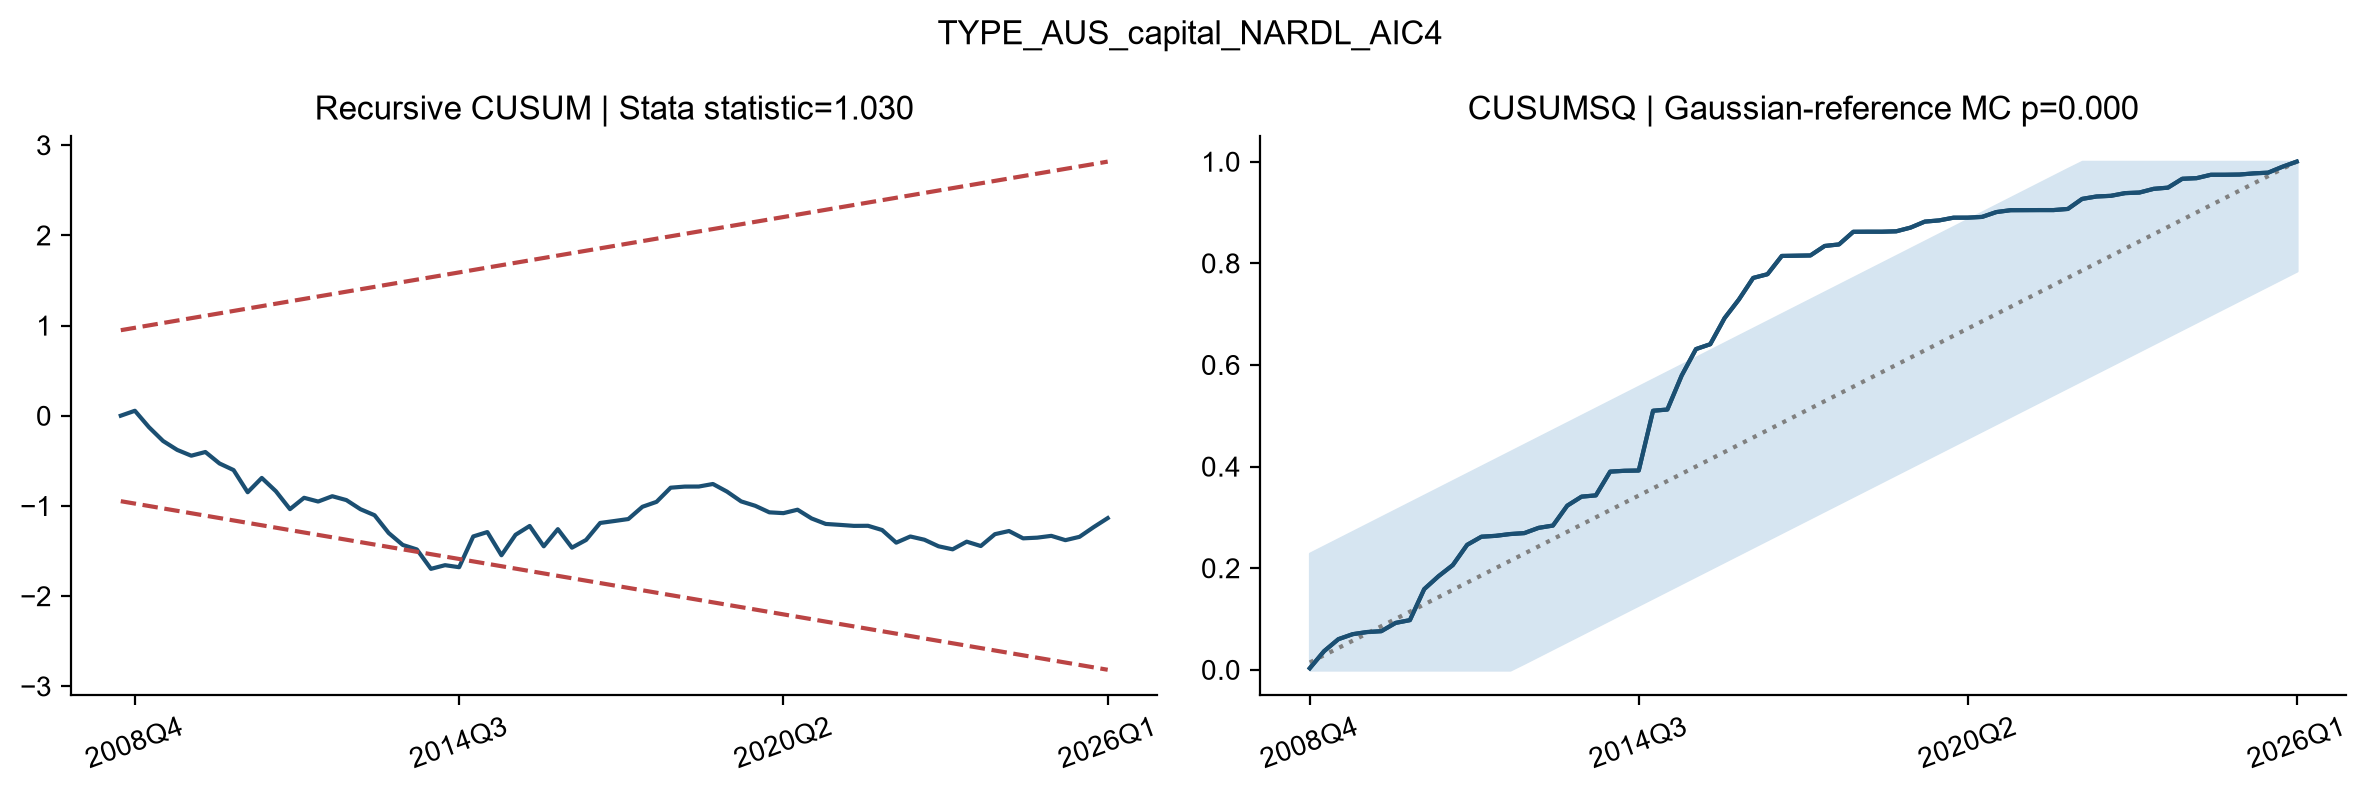 TYPE_AUS_capital_NARDL_AIC4
Recursive CUSUM | Stata statistic=1.030
3
2
1
0
−1
−2
−3
2008Q4
2014Q3
2020Q2
2026Q1
CUSUMSQ | Gaussian-reference MC p=0.000
1.0
0.8
0.6
0.4
0.2
0.0
2008Q4
2014Q3
2020Q2
2026Q1